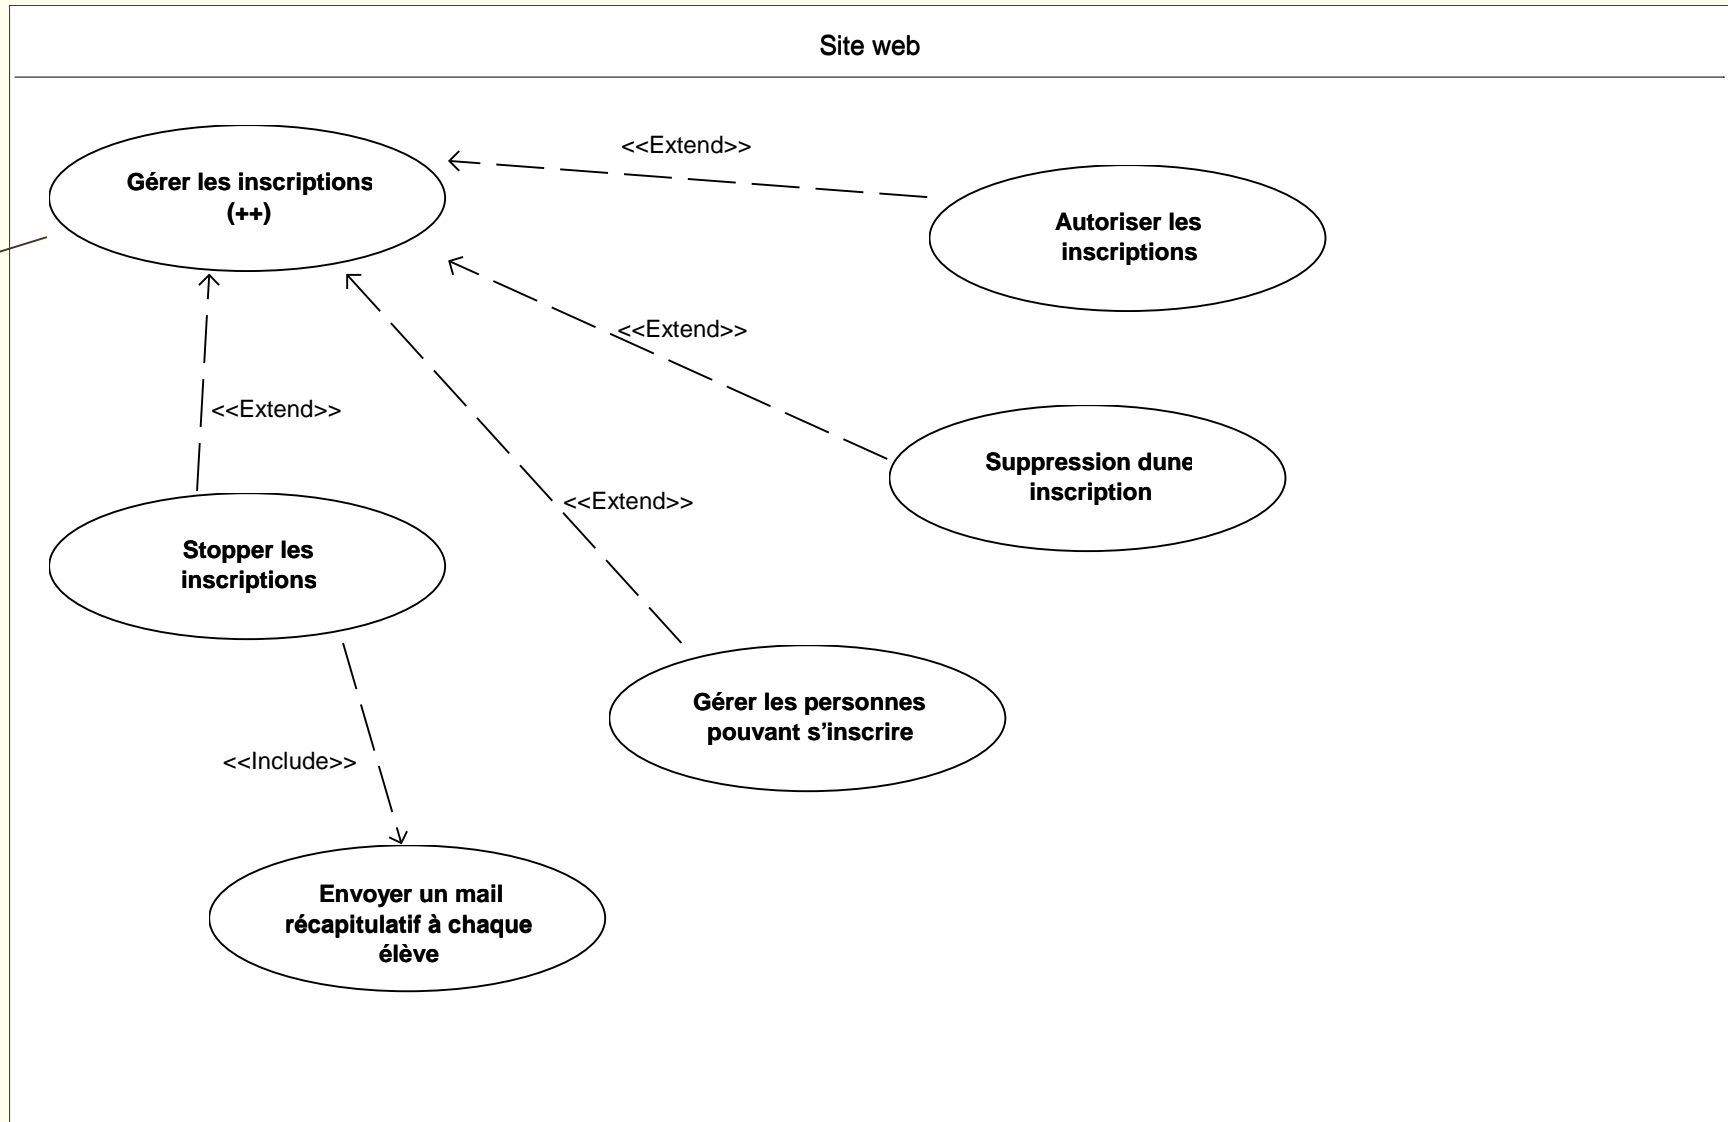 Site web
Gérer les inscriptions
(++)
<<Extend>>
Autoriser les
inscriptions
<<Extend>>
<<Extend>>
Suppression dune
inscription
<<Extend>>
Stopper les
inscriptions
Gérer les personnes
pouvant s’inscrire
<<Include>>
Envoyer un mail
récapitulatif à chaque
élève